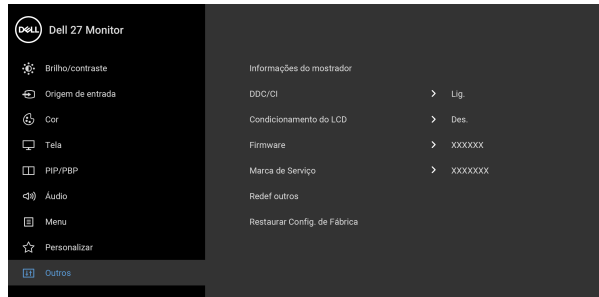 DELL Dell 27 Monitor
Brilho/contraste Informações do mostrador
Origem de entrada DDC/CI > Lig.
Cor Condicionamento do LCD > Des.
Tela Firmware > XXXXXX
PIP/PBP Marca de Serviço > XXXXXXX
Áudio Redef outros
Menu Restaurar Config. de Fábrica
Personalizar
Outros